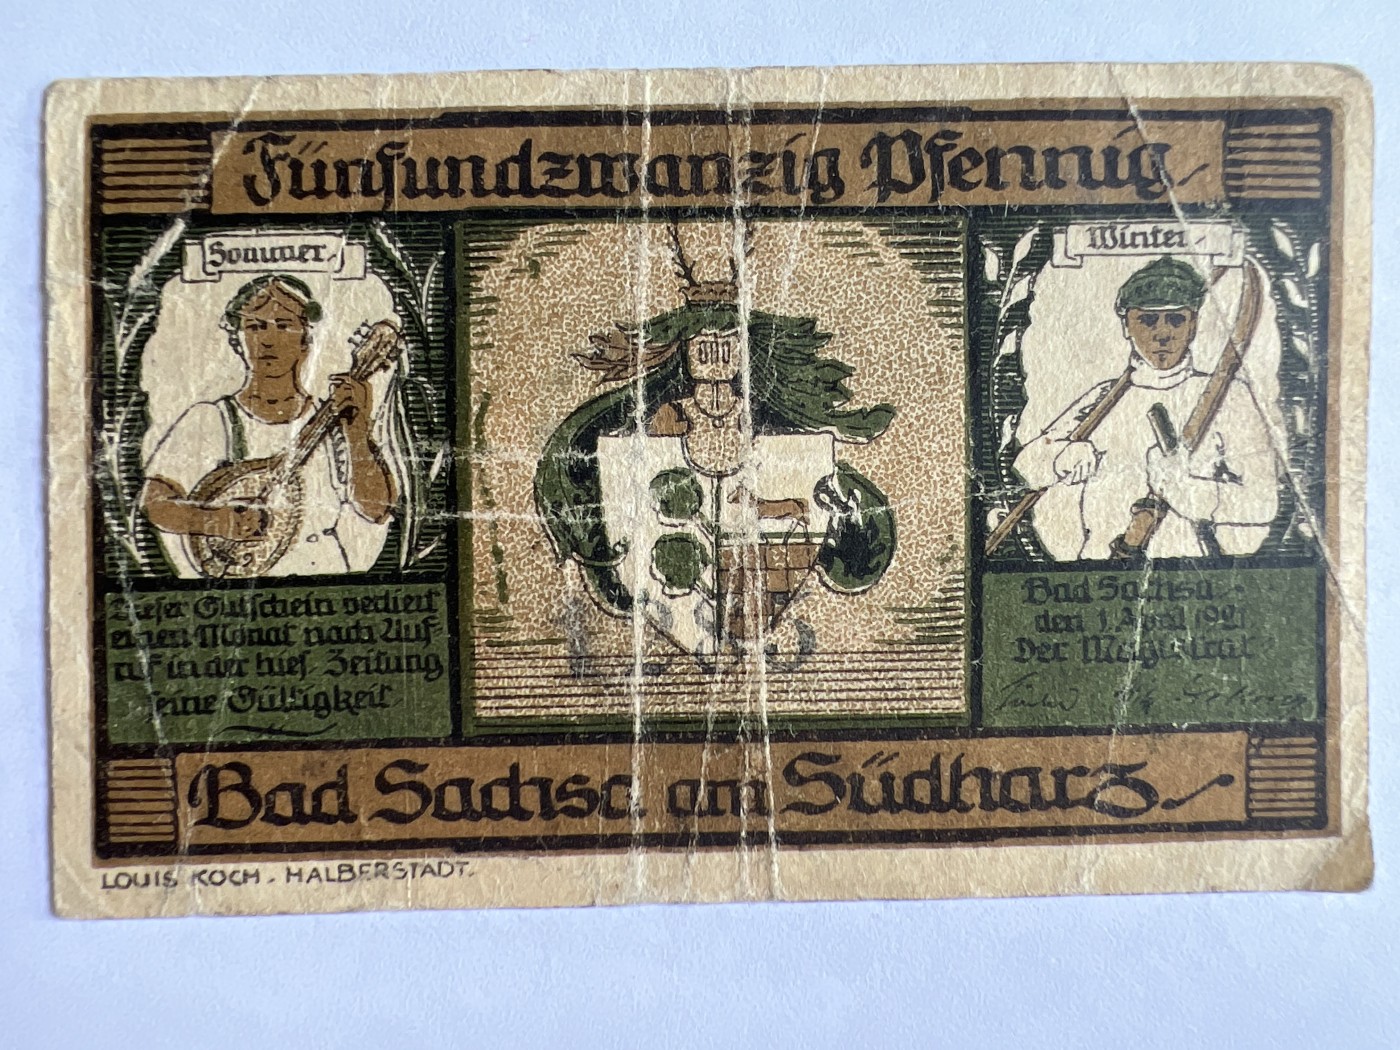 Fünfundzwanzig Pfennig
Sommer
Winter
Dieser Gutschein verliert
einen Monat nach Auf-
ruf in der hies. Zeitung
seine Gültigkeit
Bad Sachsa
den 1. April 1921
Der Magistrat
Bad Sachsa am Südharz
LOUIS KOCH. HALBERSTADT.